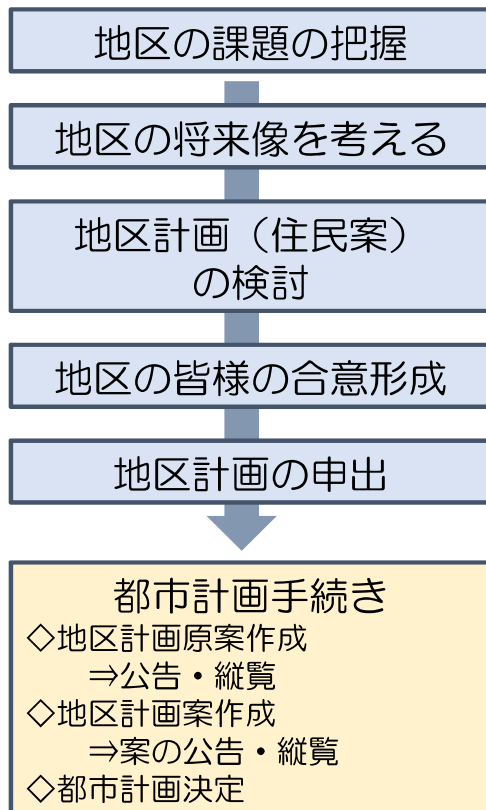 地区の課題の把握
地区の将来像を考える
地区計画（住民案）
の検討
地区の皆様の合意形成
地区計画の申出
都市計画手続き
◇地区計画原案作成
⇒公告・縦覧
◇地区計画案作成
⇒案の公告・縦覧
◇都市計画決定